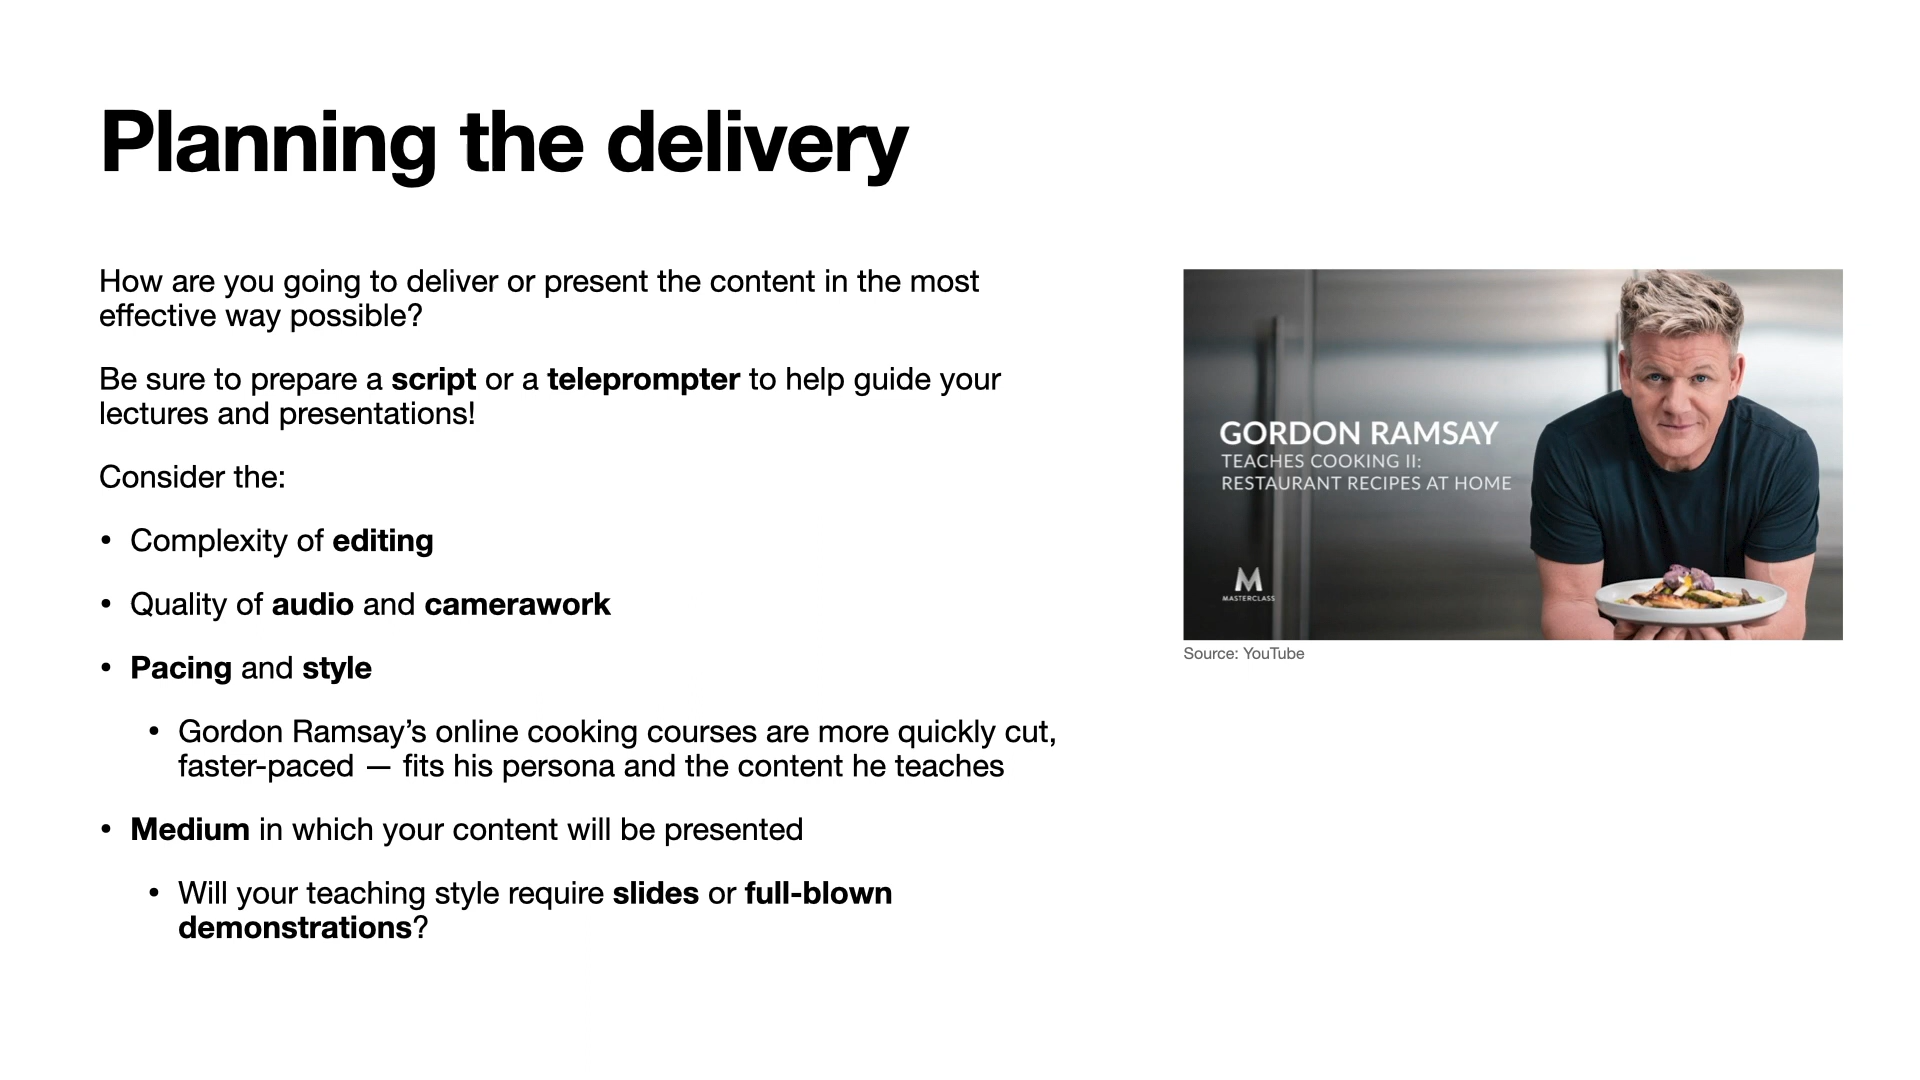 Planning the delivery
How are you going to deliver or present the content in the most
effective way possible?
Be sure to prepare a script or a teleprompter to help guide your
lectures and presentations!
Consider the:
• Complexity of editing
• Quality of audio and camerawork
• Pacing and style
• Gordon Ramsay’s online cooking courses are more quickly cut,
faster-paced — fits his persona and the content he teaches
• Medium in which your content will be presented
• Will your teaching style require slides or full-blown
demonstrations?
GORDON RAMSAY
TEACHES COOKING II:
RESTAURANT RECIPES AT HOME
M
MASTERCLASS
Source: YouTube